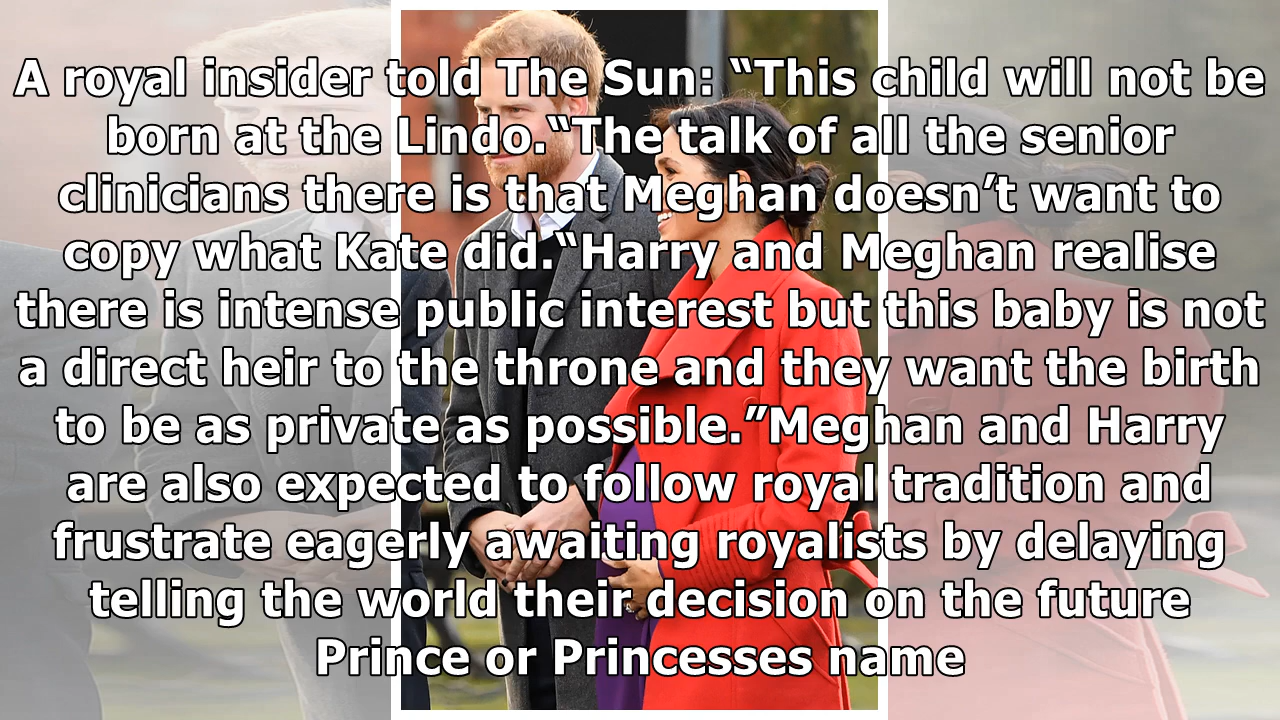 A royal insider told The Sun: “This child will not be
born at the Lindo.“The talk of all the senior
clinicians there is that Meghan doesn’t want to
copy what Kate did.“Harry and Meghan realise
there is intense public interest but this baby is not
a direct heir to the throne and they want the birth
to be as private as possible.”Meghan and Harry
are also expected to follow royal tradition and
frustrate eagerly awaiting royalists by delaying
telling the world their decision on the future
Prince or Princesses name